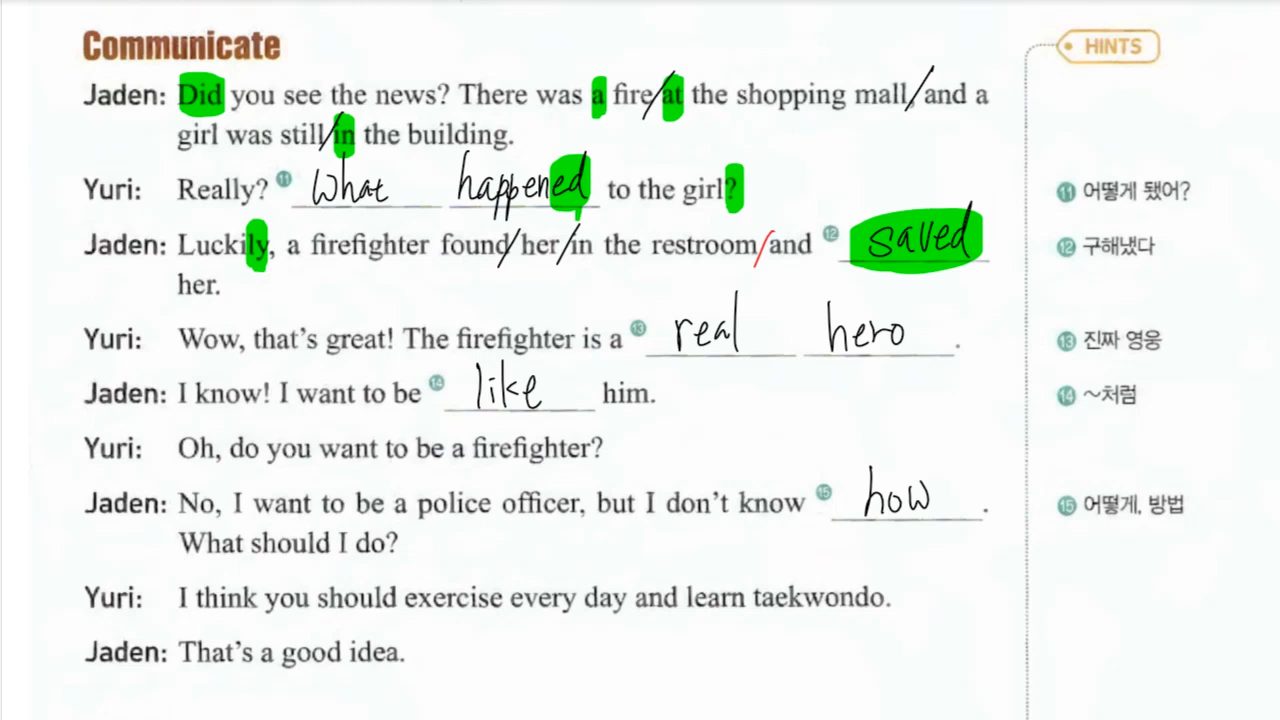 Communicate
HINTS
Jaden: Did you see the news? There was a fire/at the shopping mall,/and a
girl was still/in the building.
Yuri: Really? ⑪ what happened to the girl? ⑪ 어떻게 됐어?
Jaden: Luckily, a firefighter found/her/in the restroom/and ⑫ saved ⑫ 구해냈다
her.
Yuri: Wow, that's great! The firefighter is a ⑬ real hero. ⑬ 진짜 영웅
Jaden: I know! I want to be ⑭ like him. ⑭ ~처럼
Yuri: Oh, do you want to be a firefighter?
Jaden: No, I want to be a police officer, but I don't know ⑮ how. ⑮ 어떻게, 방법
What should I do?
Yuri: I think you should exercise every day and learn taekwondo.
Jaden: That's a good idea.